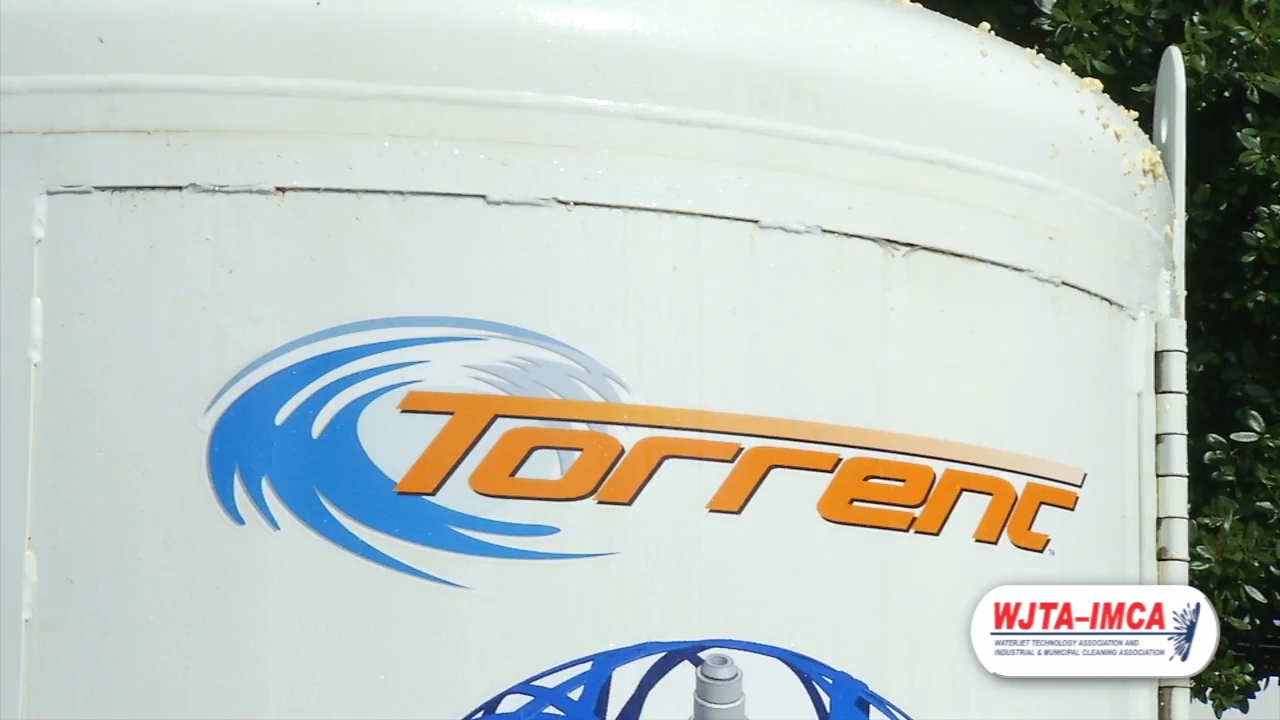 Torrent
WJTA-IMCA
WATERJET TECHNOLOGY ASSOCIATION AND
INDUSTRIAL & MUNICIPAL CLEANING ASSOCIATION